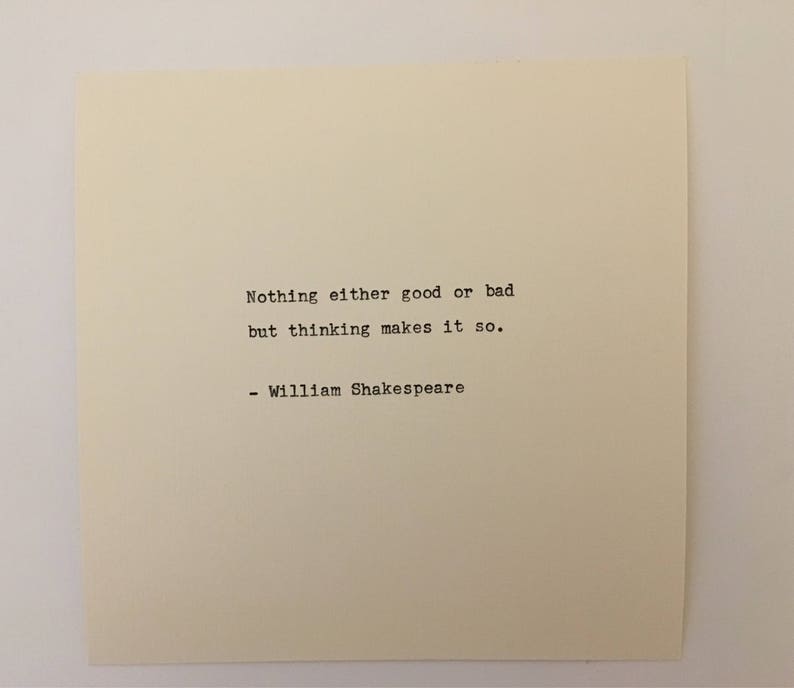 Nothing either good or bad
but thinking makes it so.
- William Shakespeare